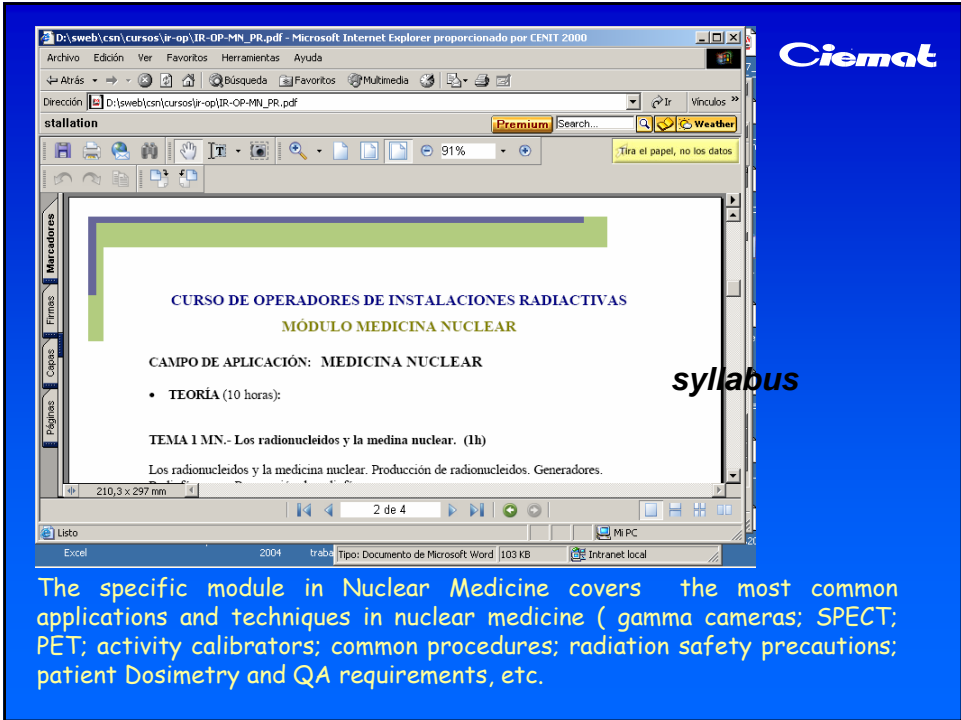 D:\sweb\csn\cursos\ir-op\IR-OP-MN_PR.pdf - Microsoft Internet Explorer proporcionado por CENIT 2000
Ciemat
Archivo Edición Ver Favoritos Herramientas Ayuda
Atrás Búsqueda Favoritos Multimedia
Dirección D:\sweb\csn\cursos\ir-op\IR-OP-MN_PR.pdf Ir Vínculos »
stallation Premium Search... Weather
91% Tira el papel, no los datos
Marcadores
Firmas
Capas
Páginas
CURSO DE OPERADORES DE INSTALACIONES RADIACTIVAS
MÓDULO MEDICINA NUCLEAR
CAMPO DE APLICACIÓN: MEDICINA NUCLEAR
syllabus
• TEORÍA (10 horas):
TEMA 1 MN.- Los radionucleidos y la medina nuclear. (1h)
Los radionucleidos y la medicina nuclear. Producción de radionucleidos. Generadores.
210,3 x 297 mm
2 de 4
Listo Mi PC
Excel 2004 traba Tipo: Documento de Microsoft Word 103 KB Intranet local
The specific module in Nuclear Medicine covers the most common
applications and techniques in nuclear medicine ( gamma cameras; SPECT;
PET; activity calibrators; common procedures; radiation safety precautions;
patient Dosimetry and QA requirements, etc.